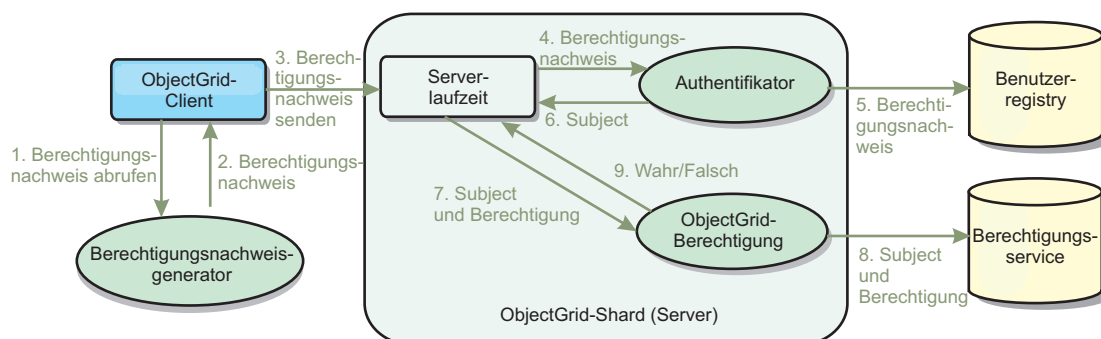 ObjectGrid-
Client
3. Berech-
tigungs-
nachweis
senden
1. Berechtigungs-
nachweis abrufen
2. Berechtigungs-
nachweis
Berechtigungsnachweis-
generator
Server-
laufzeit
4. Berechtigungs-
nachweis
Authentifikator
6. Subject
5. Berechti-
gungsnach-
weis
Benutzer-
registry
7. Subject
und Berechtigung
9. Wahr/Falsch
ObjectGrid-
Berechtigung
8. Subject
und
Berechtigung
Berechtigungs-
service
ObjectGrid-Shard (Server)